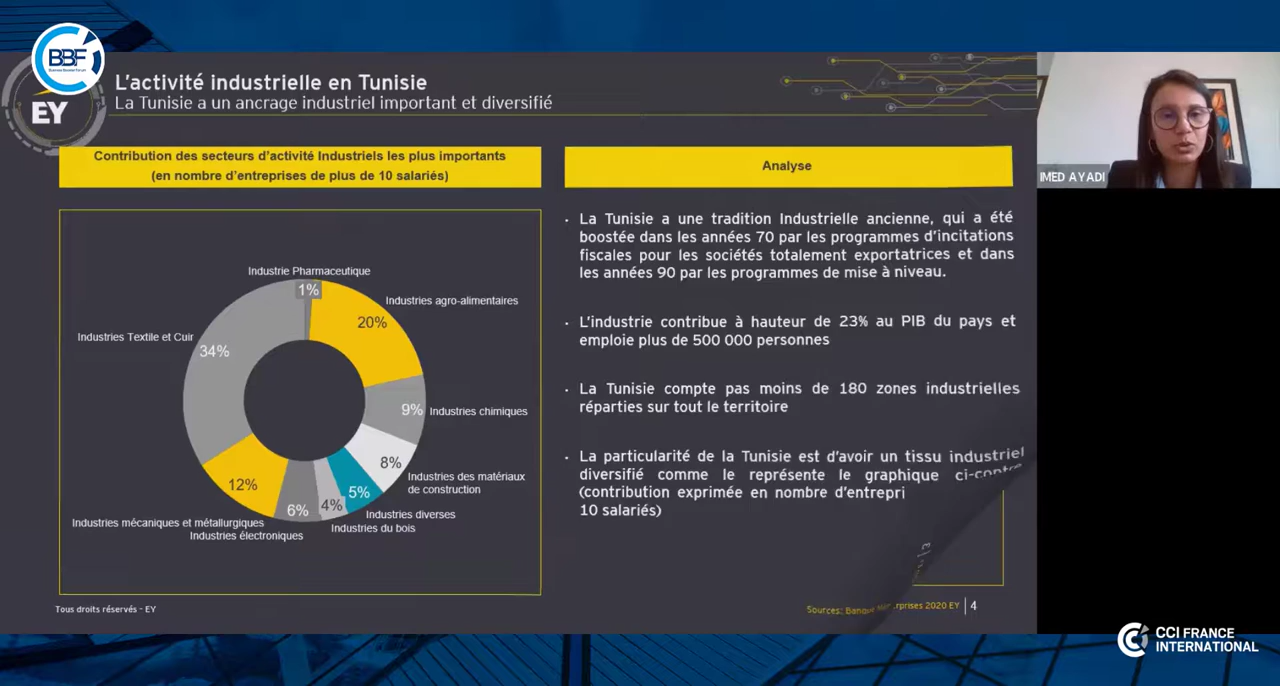 BBF
EY
L'activité industrielle en Tunisie
La Tunisie a un ancrage industriel important et diversifié
Contribution des secteurs d'activité Industriels les plus importants
(en nombre d'entreprises de plus de 10 salariés)
Industrie Pharmaceutique
1%
Industries agro-alimentaires
20%
Industries Textile et Cuir
34%
9%
Industries chimiques
8%
Industries des matériaux
de construction
12%
5%
4%
6%
Industries diverses
Industries mécaniques et métallurgiques
Industries du bois
Industries électroniques
Analyse
· La Tunisie a une tradition Industrielle ancienne, qui a été
boostée dans les années 70 par les programmes d'incitations
fiscales pour les sociétés totalement exportatrices et dans
les années 90 par les programmes de mise à niveau.
· L'industrie contribue à hauteur de 23% au PIB du pays et
emploie plus de 500 000 personnes
· La Tunisie compte pas moins de 180 zones industrielles
réparties sur tout le territoire
· La particularité de la Tunisie est d'avoir un tissu industriel
diversifié comme le représente le graphique ci-contre
(contribution exprimée en nombre d'entrepri
10 salariés)
Tous droits réservés - EY
Sources: 2020 EY | 4
IMED AYADI
CCI FRANCE
INTERNATIONAL